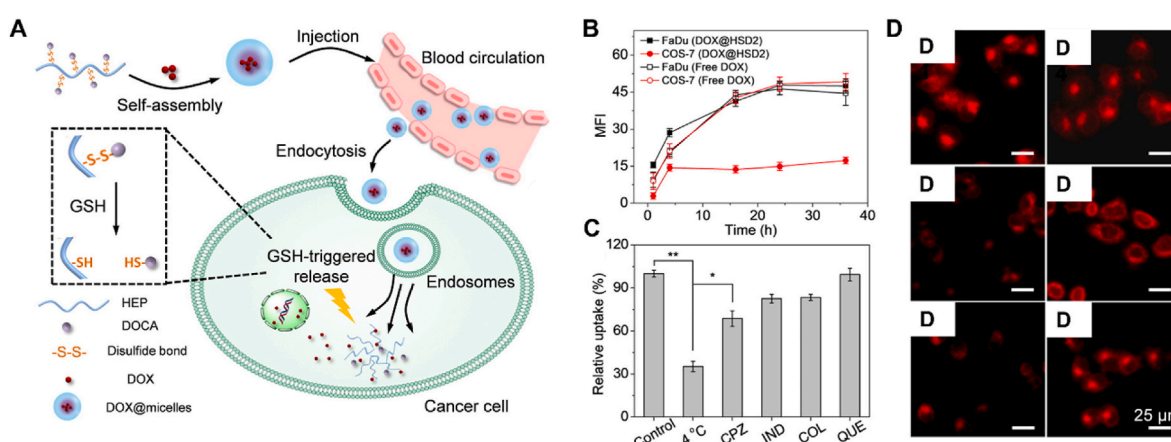 A
Injection
Blood circulation
Self-assembly
Endocytosis
-S-S-
GSH
-SH
HS-
GSH-triggered
release
Endosomes
HEP
DOCA
-S-S-
Disulfide bond
DOX
DOX@micelles
Cancer cell
B
FaDu (DOX@HSD2)
COS-7 (DOX@HSD2)
FaDu (Free DOX)
COS-7 (Free DOX)
MFI
60
45
30
15
0
0
10
20
30
40
Time (h)
C
Relative uptake (%)
120
90
60
30
0
**
*
Control
4 °C
CPZ
IND
COL
QUE
D
D
D
D
D
D
D
25 μm